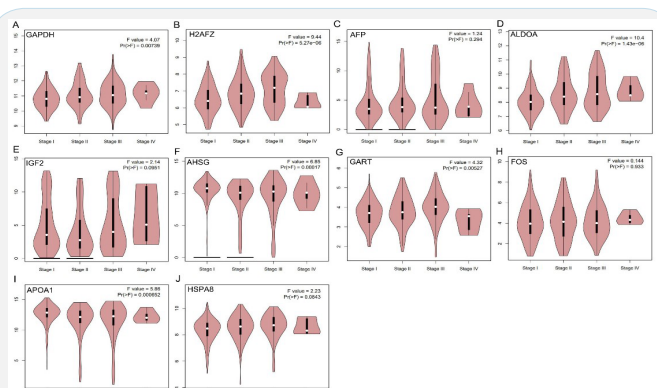 A
GAPDH
F value = 4.07
Pr(>F) = 0.00739
Stage I Stage II Stage III Stage IV
B
H2AFZ
F value = 9.44
Pr(>F) = 5.27e-06
Stage I Stage II Stage III Stage IV
C
AFP
F value = 1.24
Pr(>F) = 0.294
Stage I Stage II Stage III Stage IV
D
ALDOA
F value = 10.4
Pr(>F) = 1.43e-06
Stage I Stage II Stage III Stage IV
E
IGF2
F value = 2.14
Pr(>F) = 0.0951
Stage I Stage II Stage III Stage IV
F
AHSG
F value = 6.85
Pr(>F) = 0.00017
Stage I Stage II Stage III Stage IV
G
GART
F value = 4.32
Pr(>F) = 0.00527
Stage I Stage II Stage III Stage IV
H
FOS
F value = 0.144
Pr(>F) = 0.933
Stage I Stage II Stage III Stage IV
I
APOA1
F value = 5.88
Pr(>F) = 0.000652
J
HSPA8
F value = 2.23
Pr(>F) = 0.0843